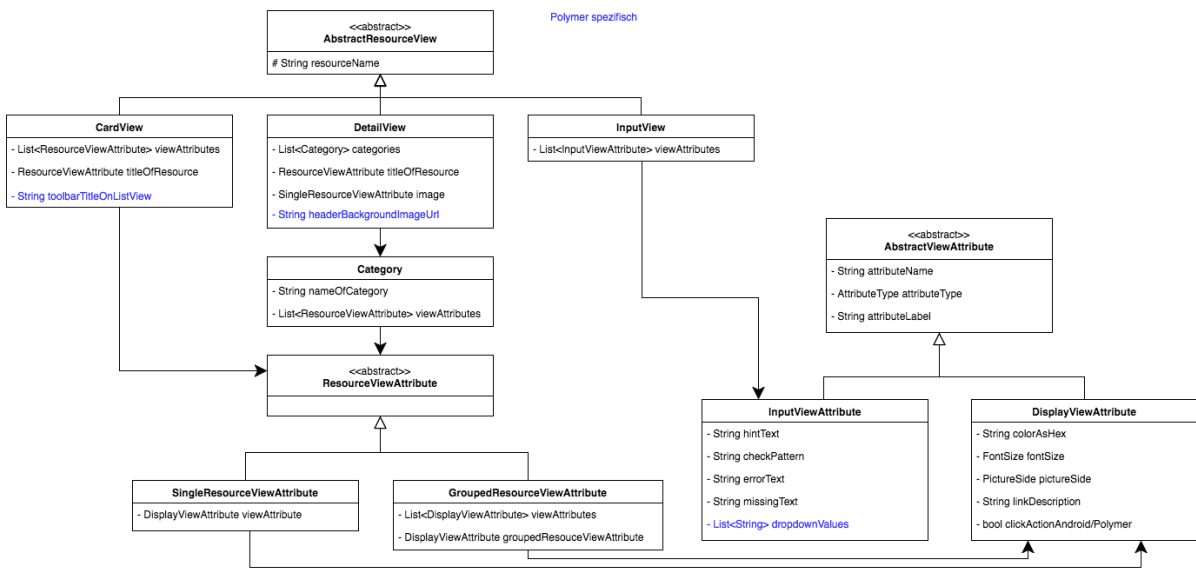 Polymer spezifisch
<<abstract>>
AbstractResourceView
# String resourceName
CardView
- List<ResourceViewAttribute> viewAttributes
- ResourceViewAttribute titleOfResource
- String toolbarTitleOnListView
DetailView
- List<Category> categories
- ResourceViewAttribute titleOfResource
- SingleResourceViewAttribute image
- String headerBackgroundImageUrl
InputView
- List<InputViewAttribute> viewAttributes
<<abstract>>
AbstractViewAttribute
- String attributeName
- AttributeType attributeType
- String attributeLabel
Category
- String nameOfCategory
- List<ResourceViewAttribute> viewAttributes
<<abstract>>
ResourceViewAttribute
InputViewAttribute
- String hintText
- String checkPattern
- String errorText
- String missingText
- List<String> dropdownValues
DisplayViewAttribute
- String colorAsHex
- FontSize fontSize
- PictureSide pictureSide
- String linkDescription
- bool clickActionAndroid/Polymer
SingleResourceViewAttribute
- DisplayViewAttribute viewAttribute
GroupedResourceViewAttribute
- List<DisplayViewAttribute> viewAttributes
- DisplayViewAttribute groupedResouceViewAttribute